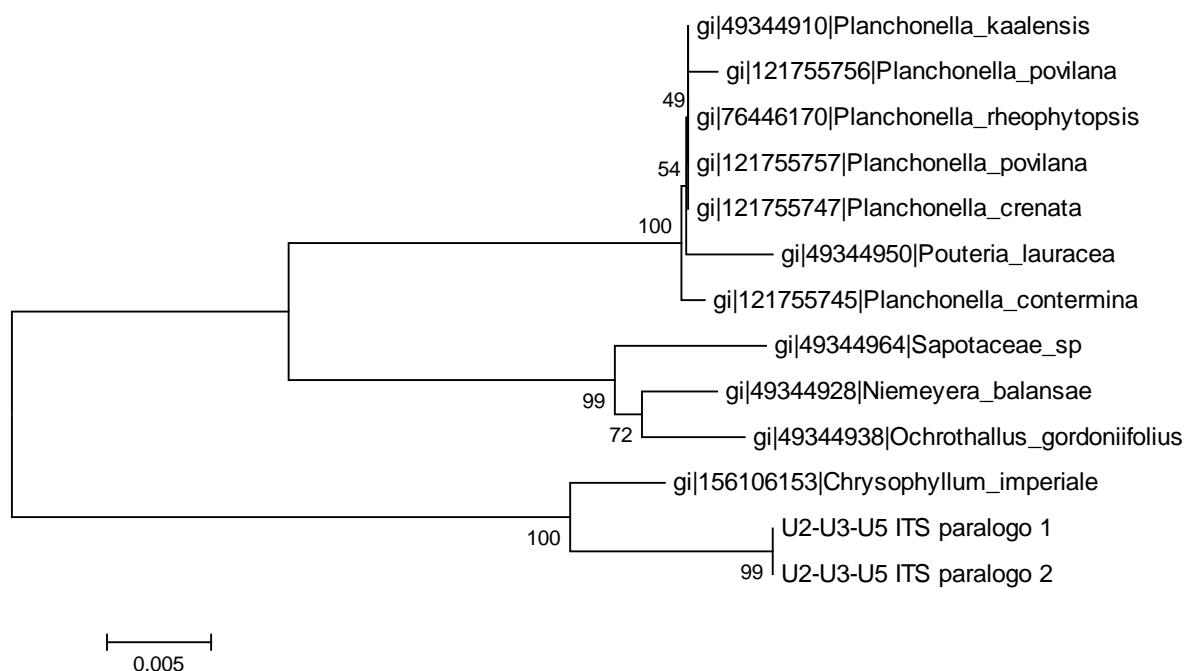 gi|49344910|Planchonella_kaalensis
gi|121755756|Planchonella_povilana
49
gi|76446170|Planchonella_rheophytopsis
54
gi|121755757|Planchonella_povilana
gi|121755747|Planchonella_crenata
100
gi|49344950|Pouteria_lauracea
gi|121755745|Planchonella_contermina
gi|49344964|Sapotaceae_sp
gi|49344928|Niemeyera_balansae
99
72
gi|49344938|Ochrothallus_gordoniifolius
gi|156106153|Chrysophyllum_imperiale
100
U2-U3-U5 ITS paralogo 1
99
U2-U3-U5 ITS paralogo 2
0.005